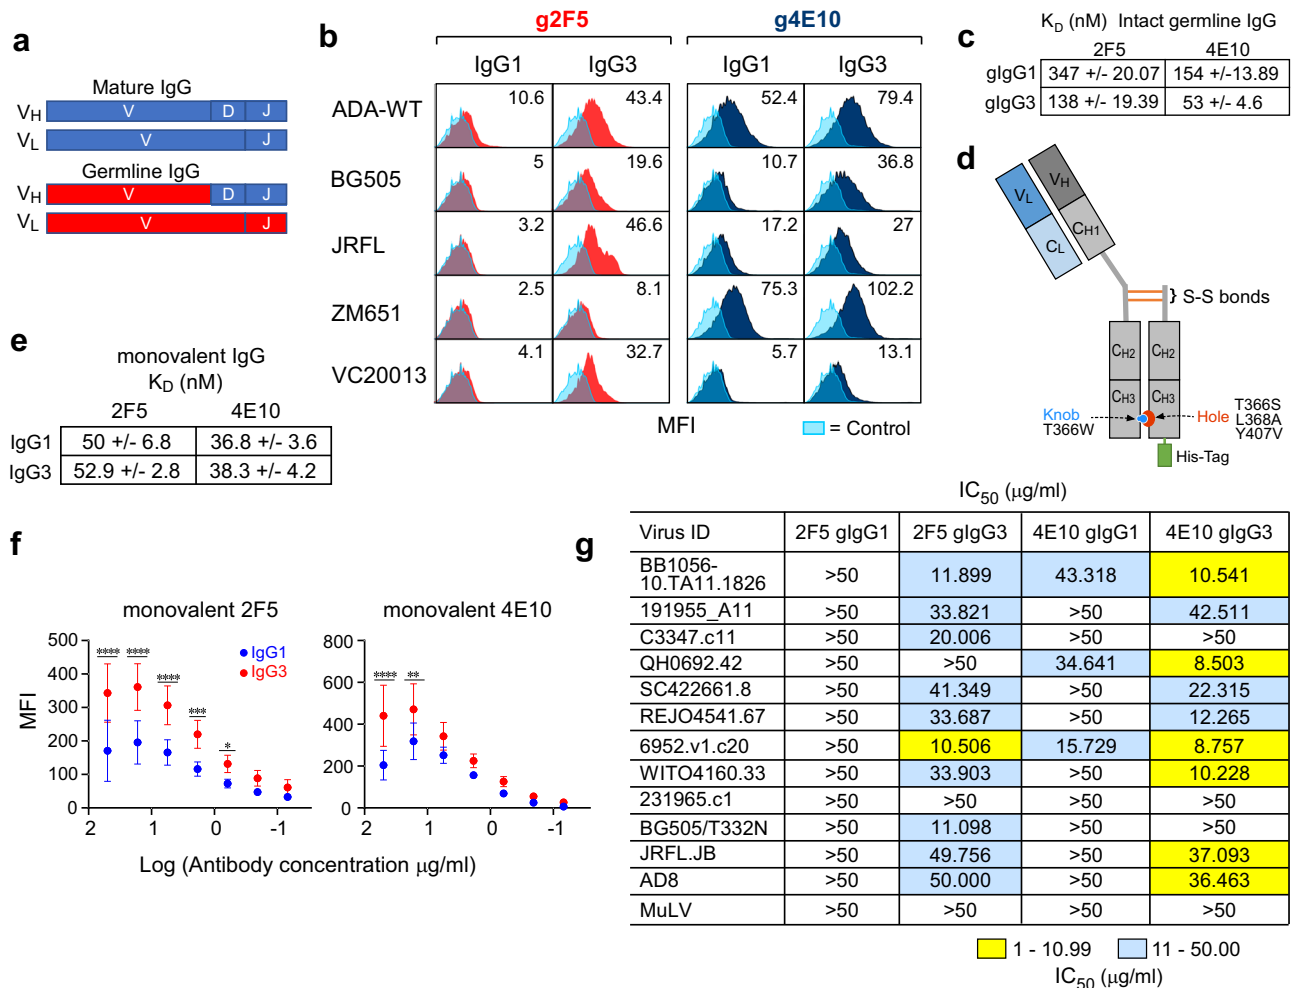 a
Mature IgG
VH V D J
VL V J
Germline IgG
VH V D J
VL V J
b
g2F5 g4E10
IgG1 IgG3 IgG1 IgG3
ADA-WT 10.6 43.4 52.4 79.4
BG505 5 19.6 10.7 36.8
JRFL 3.2 46.6 17.2 27
ZM651 2.5 8.1 75.3 102.2
VC20013 4.1 32.7 5.7 13.1
MFI
= Control
c
KD (nM) Intact germline IgG
2F5 4E10
gIgG1 347 +/- 20.07 154 +/-13.89
gIgG3 138 +/- 19.39 53 +/- 4.6
d
VL VH
CL CH1
} S-S bonds
CH2 CH2
CH3 CH3
Knob
T366W
Hole
T366S
L368A
Y407V
His-Tag
e
monovalent IgG
KD (nM)
2F5 4E10
IgG1 50 +/- 6.8 36.8 +/- 3.6
IgG3 52.9 +/- 2.8 38.3 +/- 4.2
f
monovalent 2F5
MFI
500
400
300
200
100
0
2 1 0 -1
**** **** **** *** *
IgG1
IgG3
monovalent 4E10
800
600
400
200
0
2 1 0 -1
**** **
Log (Antibody concentration µg/ml)
g
IC50 (µg/ml)
Virus ID 2F5 gIgG1 2F5 gIgG3 4E10 gIgG1 4E10 gIgG3
BB1056-
10.TA11.1826 >50 11.899 43.318 10.541
191955_A11 >50 33.821 >50 42.511
C3347.c11 >50 20.006 >50 >50
QH0692.42 >50 >50 34.641 8.503
SC422661.8 >50 41.349 >50 22.315
REJO4541.67 >50 33.687 >50 12.265
6952.v1.c20 >50 10.506 15.729 8.757
WITO4160.33 >50 33.903 >50 10.228
231965.c1 >50 >50 >50 >50
BG505/T332N >50 11.098 >50 >50
JRFL.JB >50 49.756 >50 37.093
AD8 >50 50.000 >50 36.463
MuLV >50 >50 >50 >50
1 - 10.99 11 - 50.00
IC50 (µg/ml)